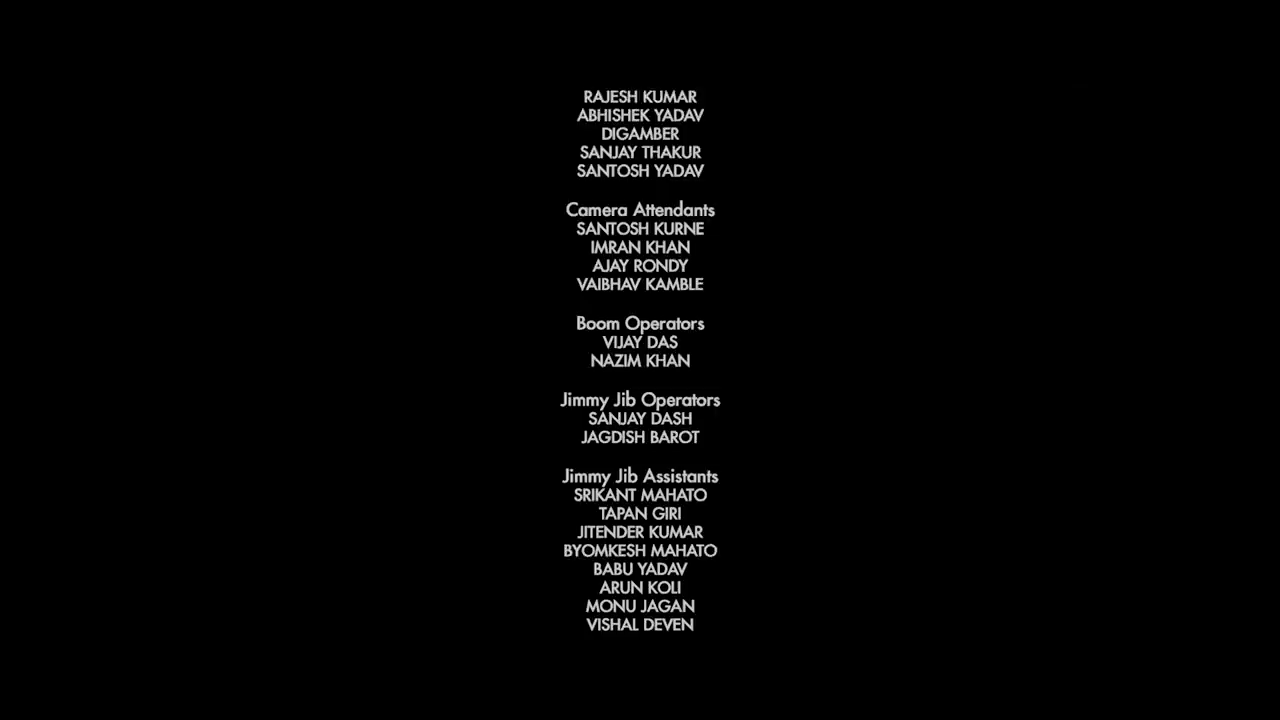 RAJESH KUMAR
ABHISHEK YADAV
DIGAMBER
SANJAY THAKUR
SANTOSH YADAV
Camera Attendants
SANTOSH KURNE
IMRAN KHAN
AJAY RONDY
VAIBHAV KAMBLE
Boom Operators
VIJAY DAS
NAZIM KHAN
Jimmy Jib Operators
SANJAY DASH
JAGDISH BAROT
Jimmy Jib Assistants
SRIKANT MAHATO
TAPAN GIRI
JITENDER KUMAR
BYOMKESH MAHATO
BABU YADAV
ARUN KOLI
MONU JAGAN
VISHAL DEVEN